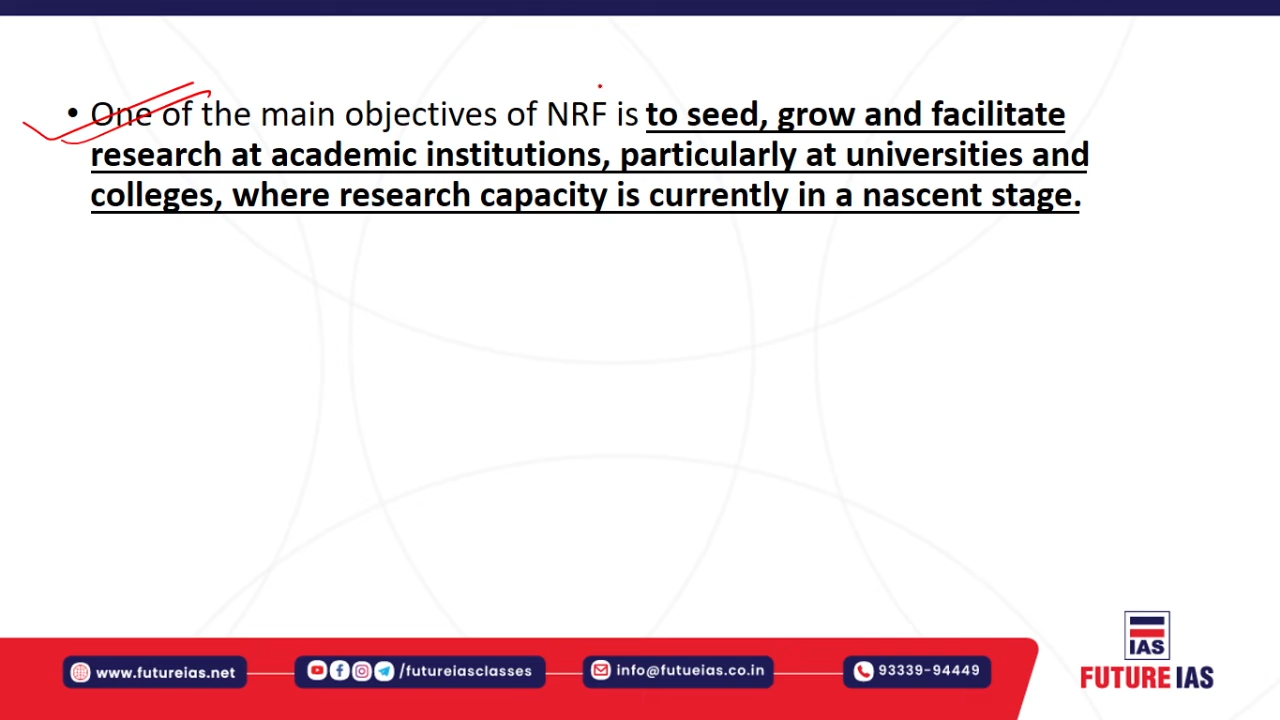 • One of the main objectives of NRF is to seed, grow and facilitate
research at academic institutions, particularly at universities and
colleges, where research capacity is currently in a nascent stage.
IAS
FUTURE IAS
www.futureias.net
/futureiasclasses
info@futueias.co.in
93339-94449